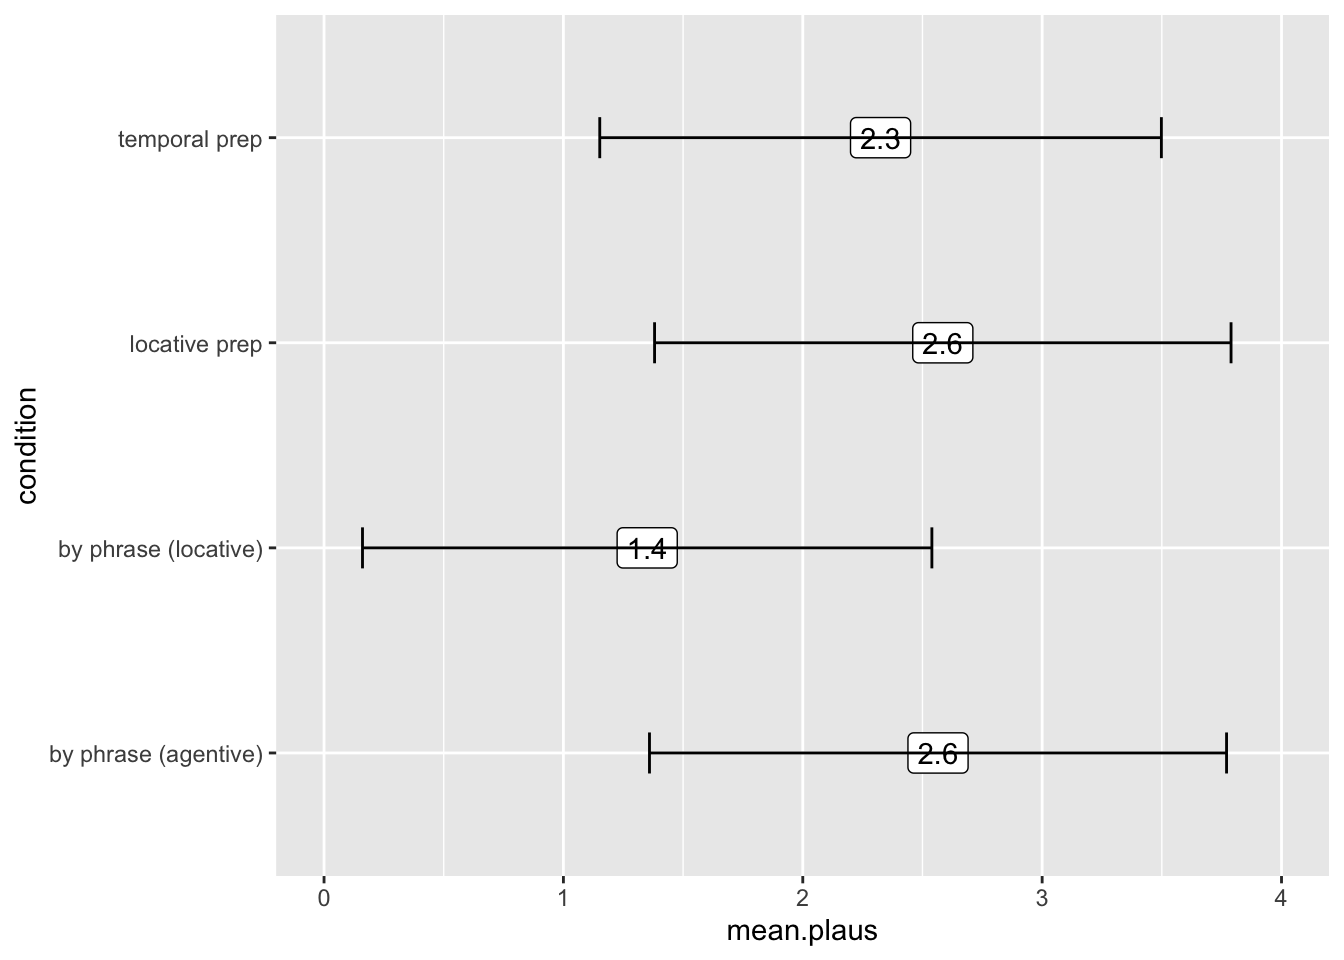 temporal prep
2.3
locative prep
2.6
condition
by phrase (locative)
1.4
by phrase (agentive)
2.6
0 1 2 3 4
mean.plaus